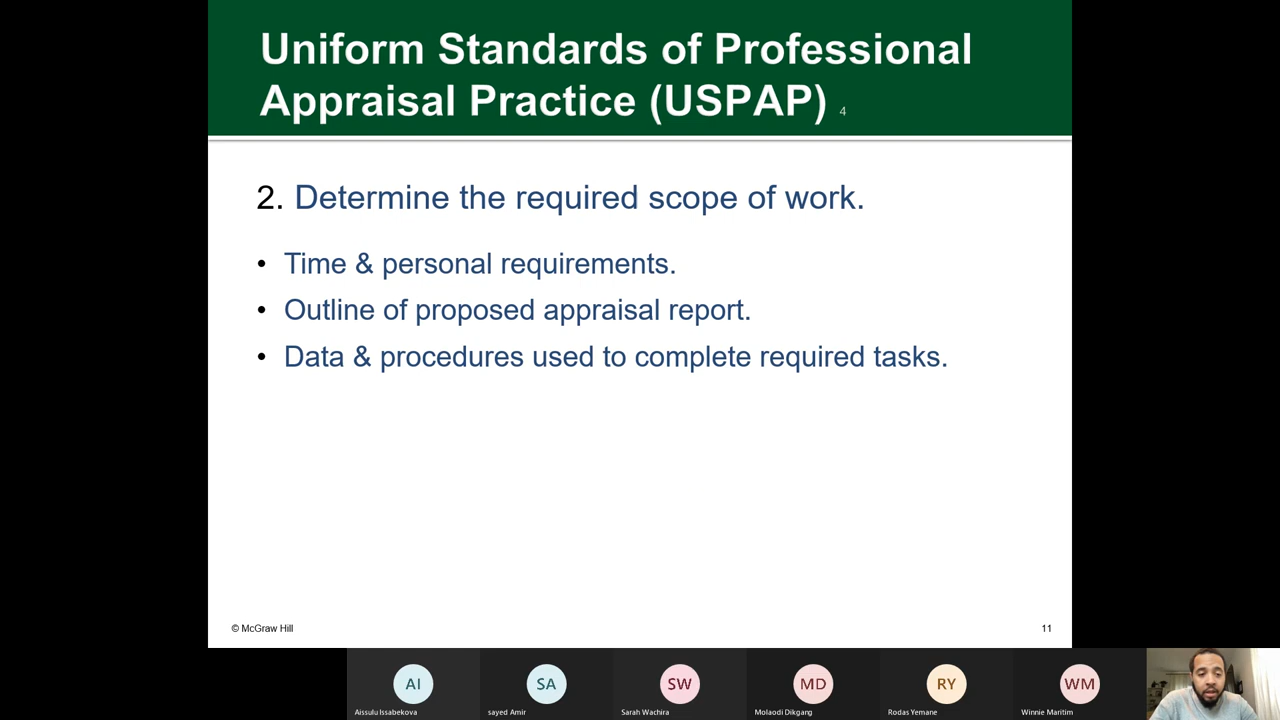 Uniform Standards of Professional
Appraisal Practice (USPAP) 4
2. Determine the required scope of work.
• Time & personal requirements.
• Outline of proposed appraisal report.
• Data & procedures used to complete required tasks.
© McGraw Hill
11
AI
SA
SW
MD
RY
WM
Aissulu Issabekova
sayed Amir
Sarah Wachira
Molaodi Dikgang
Rodas Yemane
Winnie Maritim